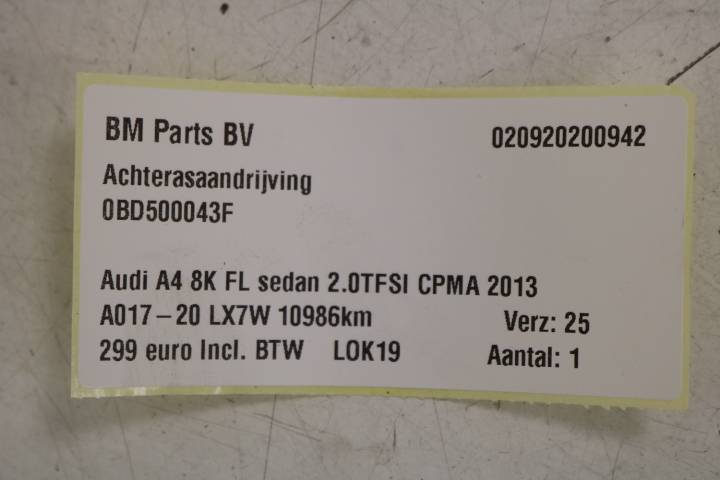 BM Parts BV 020920200942
Achterasaandrijving
0BD500043F
Audi A4 8K FL sedan 2.0TFSI CPMA 2013
A017-20 LX7W 10986km Verz: 25
299 euro Incl. BTW LOK19 Aantal: 1